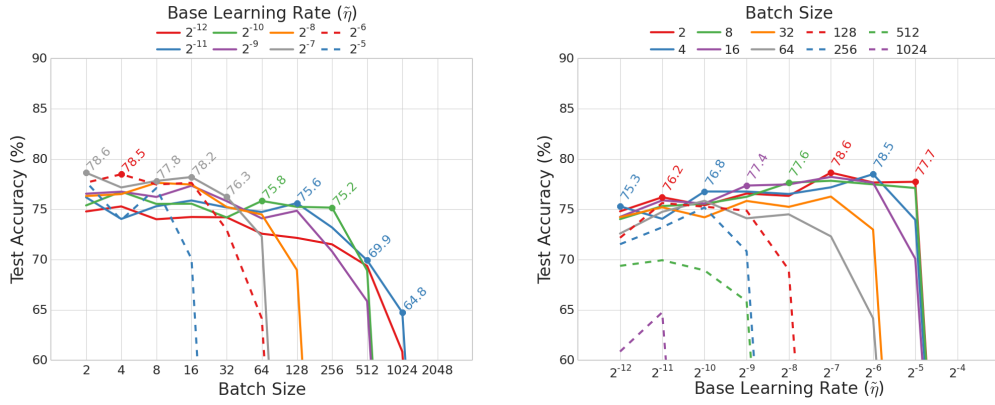 Base Learning Rate (η̃)
2⁻¹² 2⁻¹⁰ 2⁻⁸ 2⁻⁶
2⁻¹¹ 2⁻⁹ 2⁻⁷ 2⁻⁵
Test Accuracy (%)
90
85
80
75
70
65
60
78.6
78.5
77.8
78.2
76.3
75.8
75.6
75.2
69.9
64.8
2 4 8 16 32 64 128 256 512 1024 2048
Batch Size
Batch Size
2 8 32 128 512
4 16 64 256 1024
Test Accuracy (%)
90
85
80
75
70
65
60
75.3
76.2
76.8
77.4
77.6
78.6
78.5
77.7
2⁻¹² 2⁻¹¹ 2⁻¹⁰ 2⁻⁹ 2⁻⁸ 2⁻⁷ 2⁻⁶ 2⁻⁵ 2⁻⁴
Base Learning Rate (η̃)